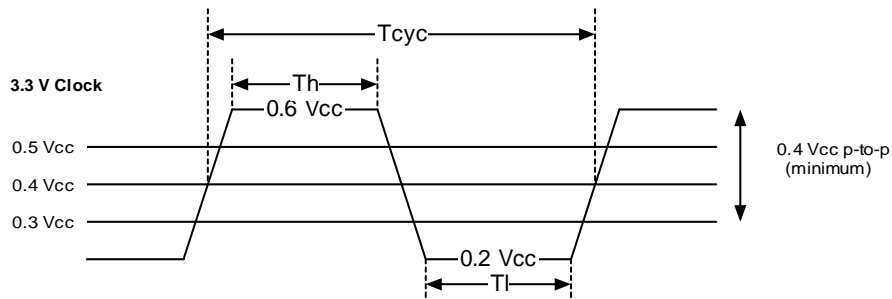 Tcyc
3.3 V Clock
Th
0.6 Vcc
0.5 Vcc
0.4 Vcc
0.3 Vcc
0.4 Vcc p-to-p
(minimum)
0.2 Vcc
Tl